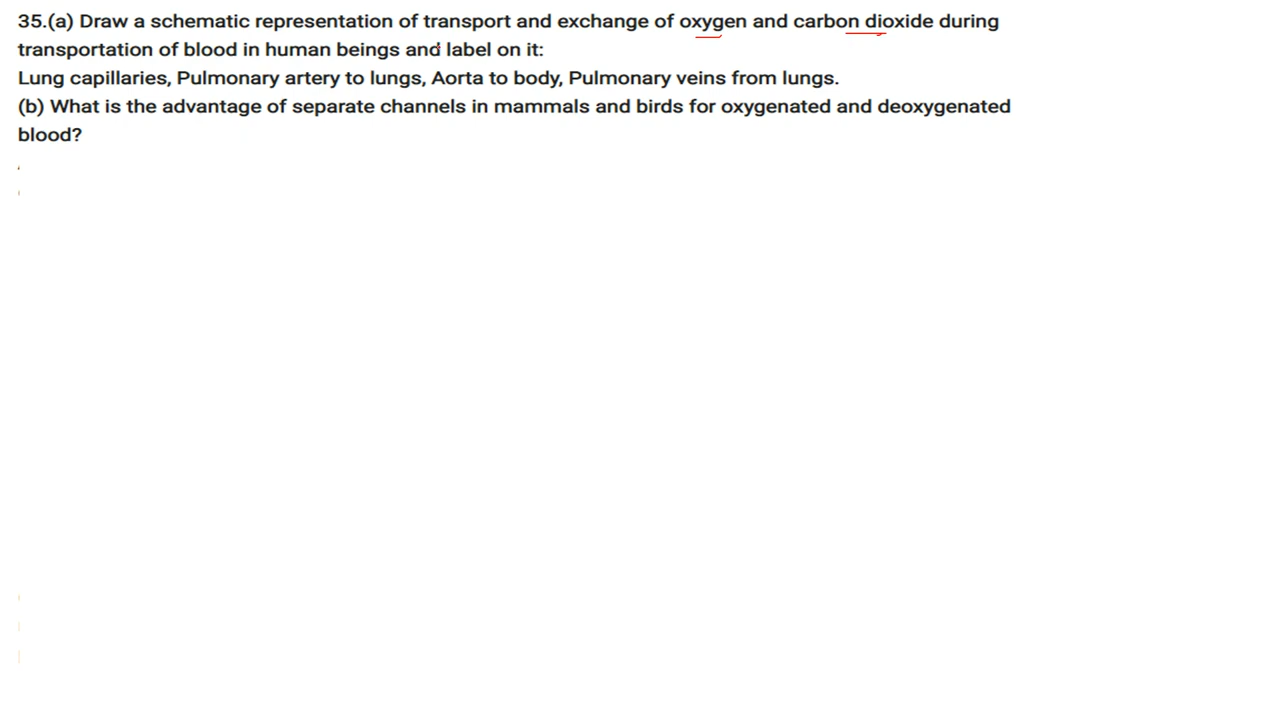 35.(a) Draw a schematic representation of transport and exchange of oxygen and carbon dioxide during
transportation of blood in human beings and label on it:
Lung capillaries, Pulmonary artery to lungs, Aorta to body, Pulmonary veins from lungs.
(b) What is the advantage of separate channels in mammals and birds for oxygenated and deoxygenated
blood?